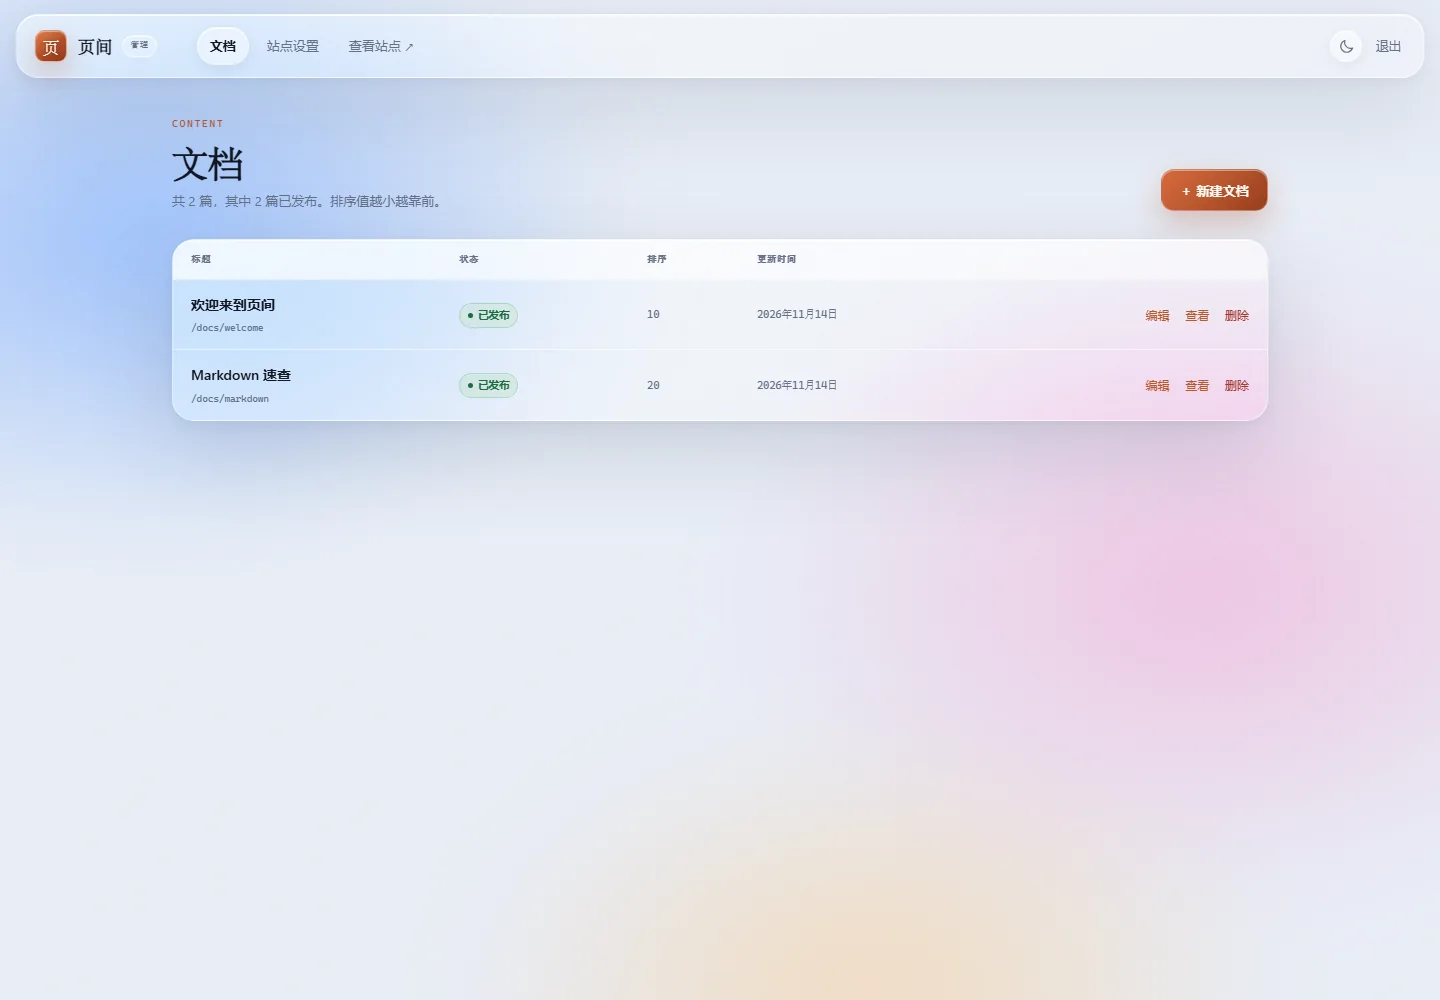 页 页间 管理 文档 站点设置 查看站点 ↗ 退出
CONTENT
文档
共 2 篇，其中 2 篇已发布。排序值越小越靠前。
+ 新建文档
标题 状态 排序 更新时间
欢迎来到页间 已发布 10 2026年11月14日 编辑 查看 删除
/docs/welcome
Markdown 速查 已发布 20 2026年11月14日 编辑 查看 删除
/docs/markdown